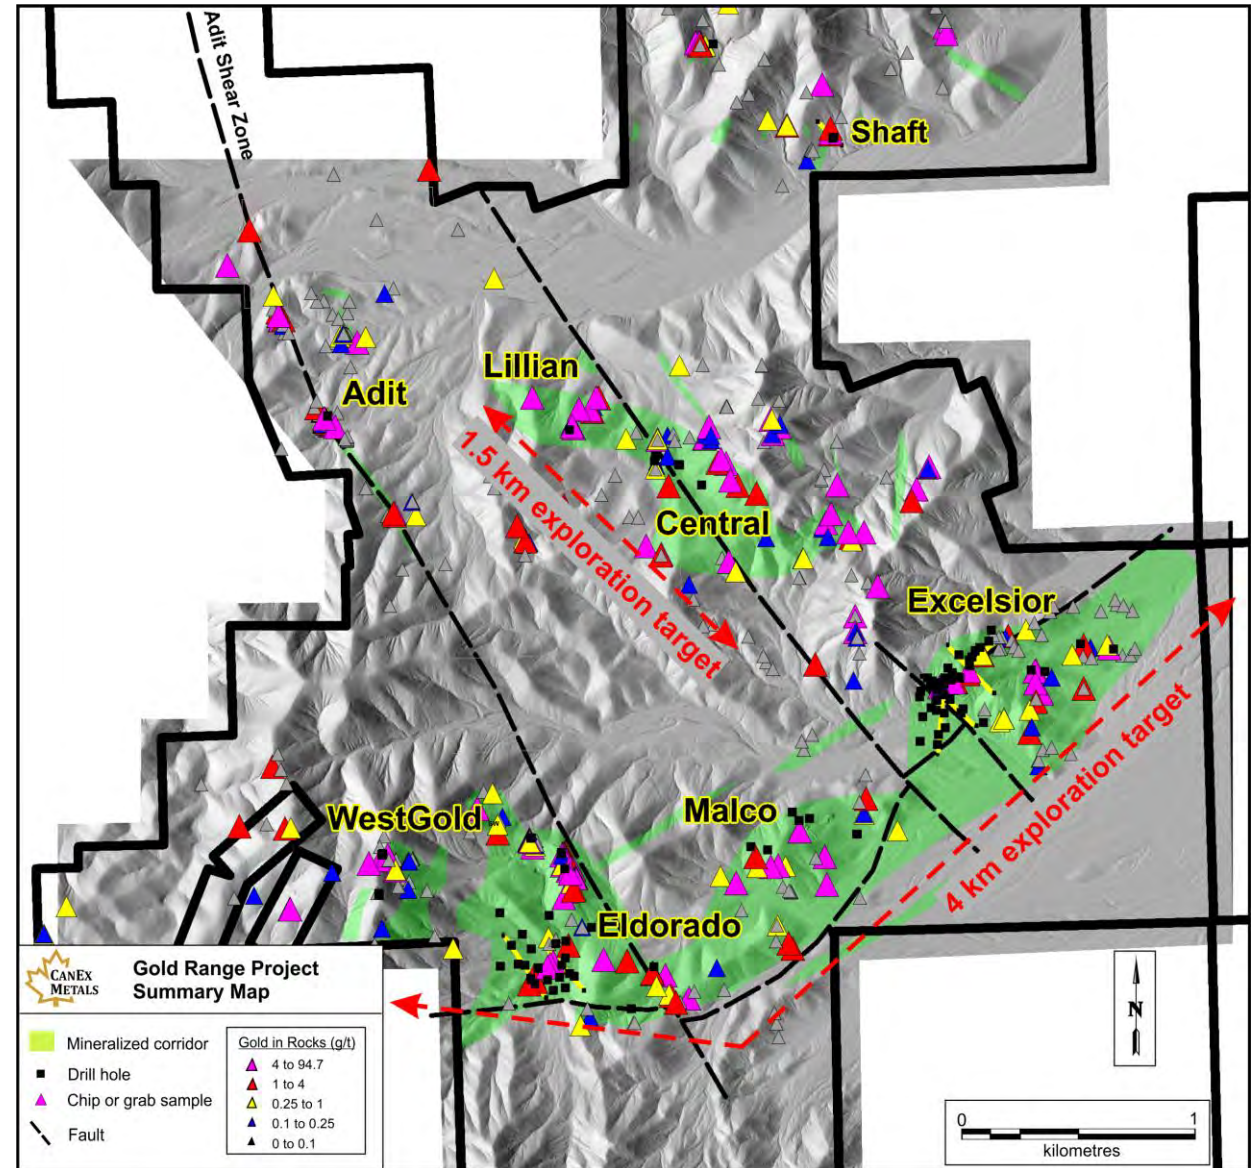 Adit Shear Zone
Shaft
Lillian
Adit
1.5 km exploration target
Central
Excelsior
WestGold
Malco
4 km exploration target
Eldorado
CANEX
METALS
Gold Range Project
Summary Map
Mineralized corridor
Drill hole
Chip or grab sample
Fault
Gold in Rocks (g/t)
4 to 94.7
1 to 4
0.25 to 1
0.1 to 0.25
0 to 0.1
N
0 1
kilometres